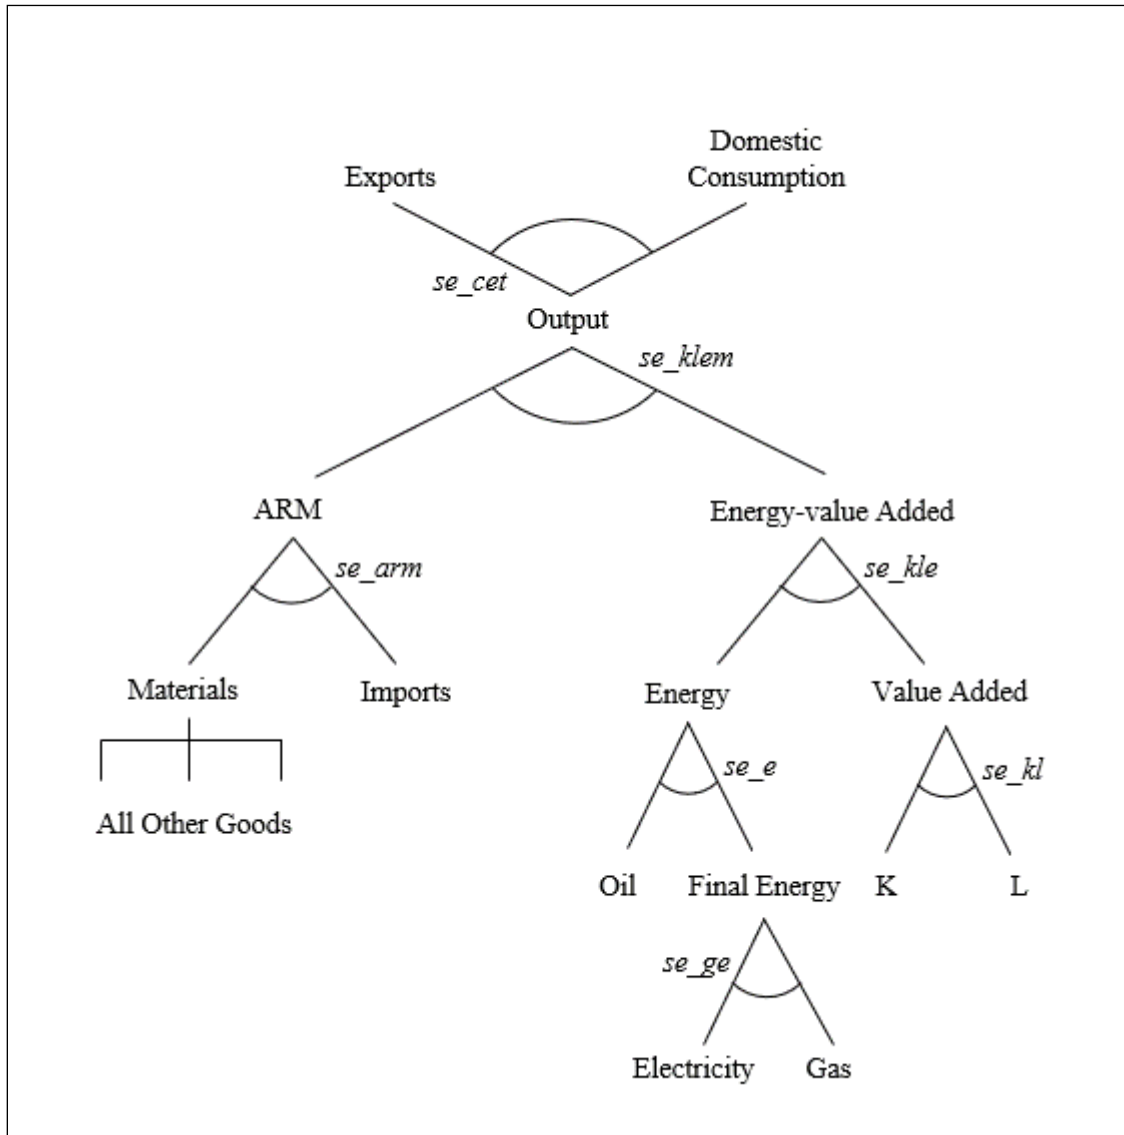 Domestic
Consumption
Exports
se_cet
Output
se_klem
ARM
Energy-value Added
se_arm
se_kle
Materials
Imports
Energy
Value Added
se_e
se_kl
All Other Goods
Oil
Final Energy
K
L
se_ge
Electricity
Gas